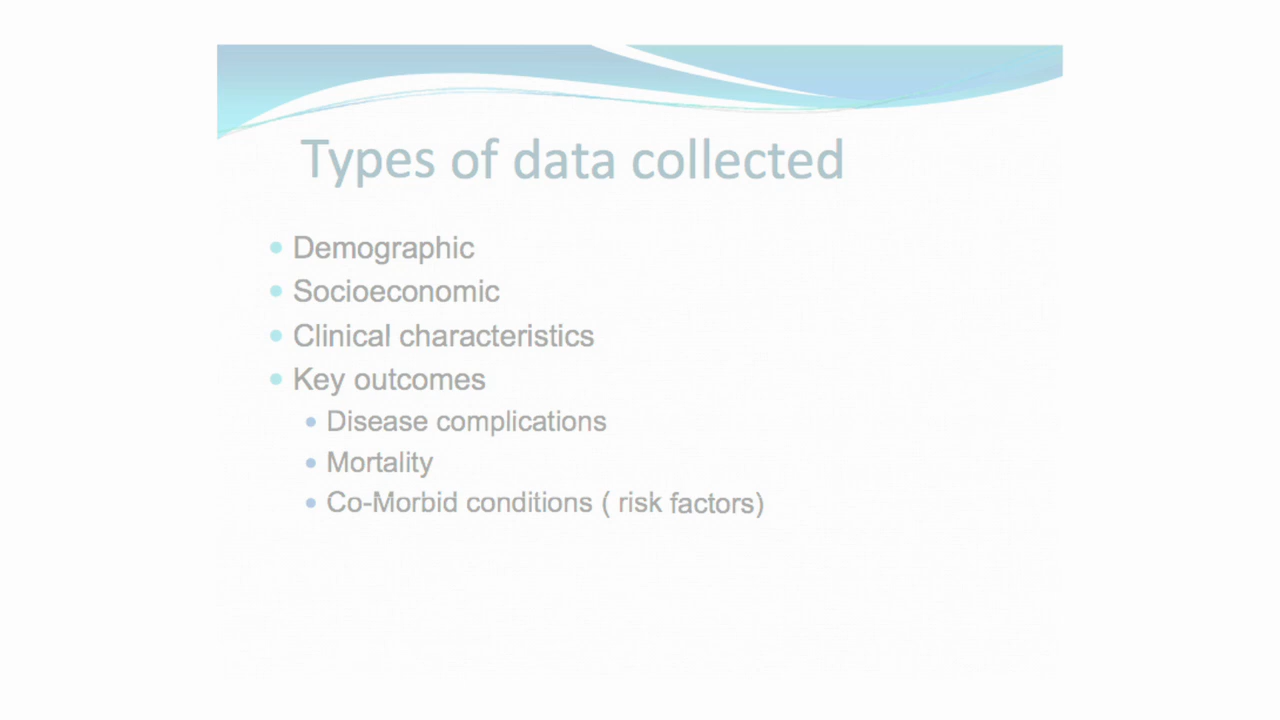 Types of data collected
• Demographic
• Socioeconomic
• Clinical characteristics
• Key outcomes
• Disease complications
• Mortality
• Co-Morbid conditions ( risk factors)